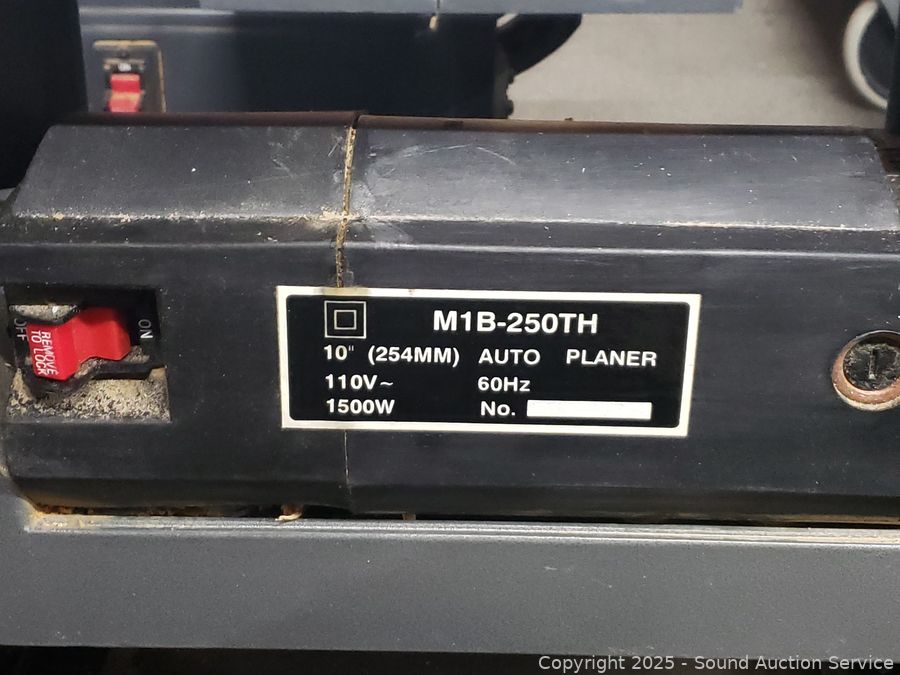 ON
OFF
REMOVE
TO LOCK
ON
M1B-250TH
10" (254MM) AUTO PLANER
110V~ 60Hz
1500W No.
Copyright 2025 - Sound Auction Service